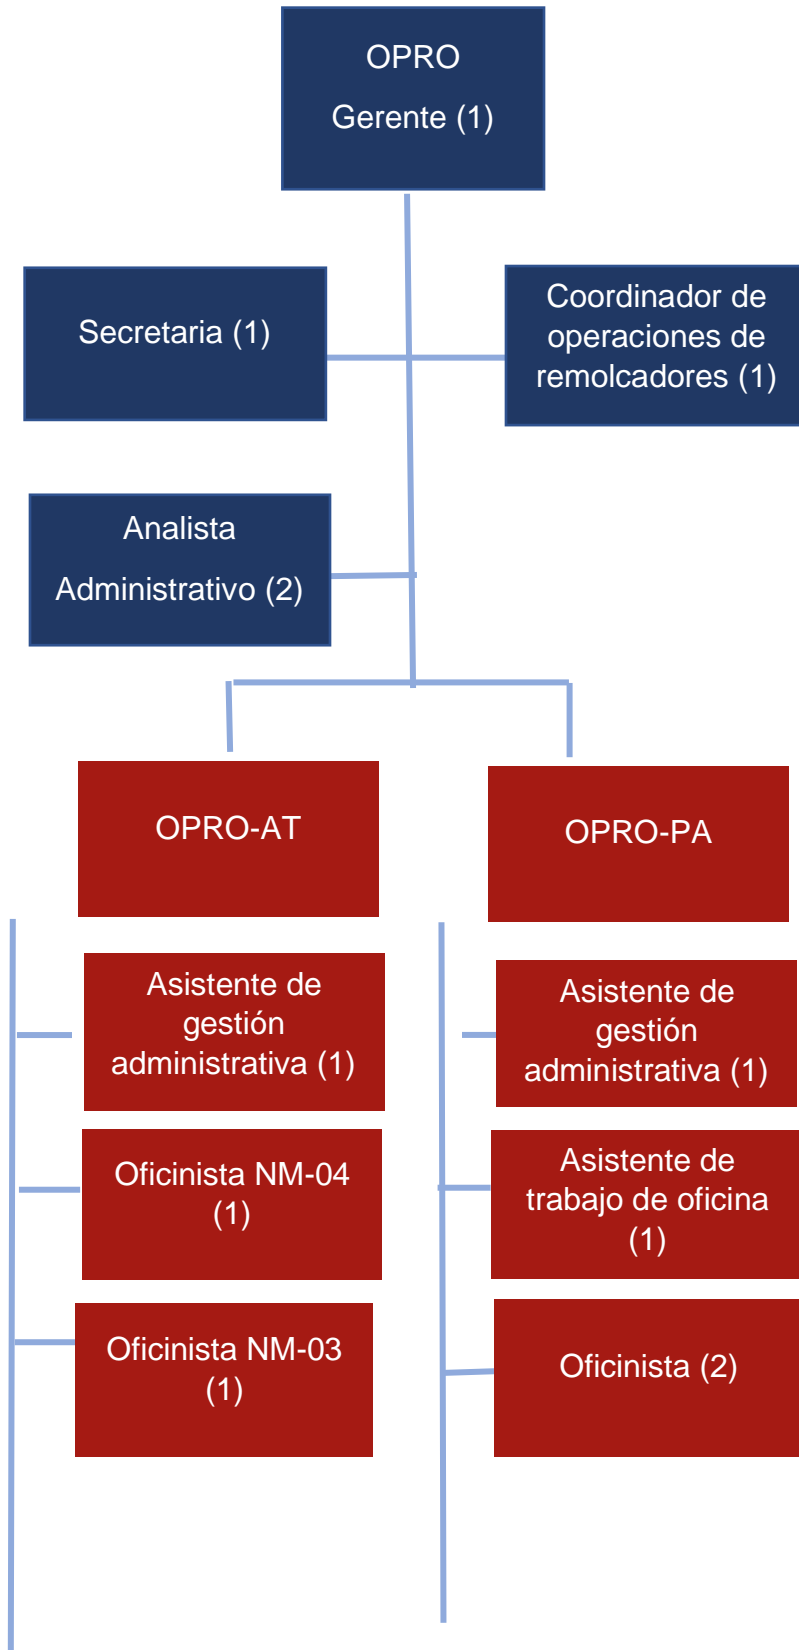 OPRO
Gerente (1)
Secretaria (1)
Coordinador de
operaciones de
remolcadores (1)
Analista
Administrativo (2)
OPRO-AT
OPRO-PA
Asistente de
gestión
administrativa (1)
Asistente de
gestión
administrativa (1)
Oficinista NM-04
(1)
Asistente de
trabajo de oficina
(1)
Oficinista NM-03
(1)
Oficinista (2)